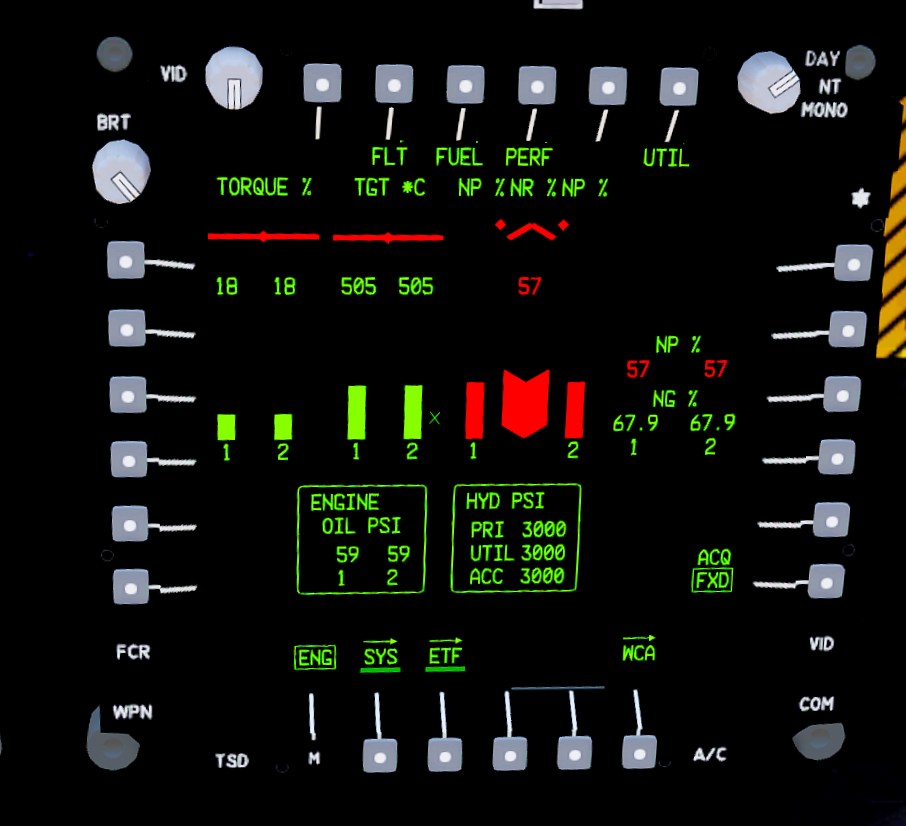 VID
DAY
NT
MONO
BRT
FLT FUEL PERF UTIL
TORQUE % TGT *C NP % NR % NP %
18 18 505 505 57
NP %
57 57
NG %
67.9 67.9
1 2
1 2 1 2 1 2
ENGINE
OIL PSI
59 59
1 2
HYD PSI
PRI 3000
UTIL 3000
ACC 3000
ACQ
FXD
FCR
VID
ENG SYS ETF WCA
WPN
COM
TSD M A/C